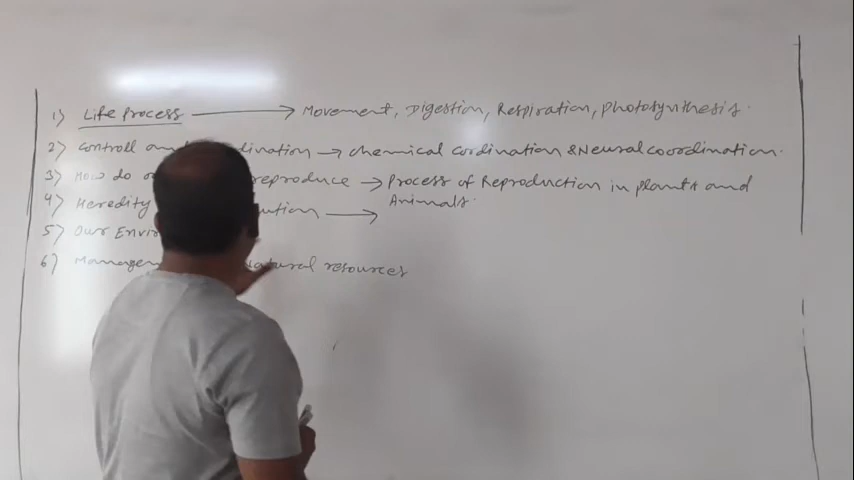 1) Life Process → Movement, Digestion, Respiration, Photosynthesis.
2) Controll and dination → chemical cordination & Neural coordination.
3) How do o reproduce → Process of Reproduction in plants and Animals.
4) Heredity ution →
5) Our Envir
6) Managem Natural resources